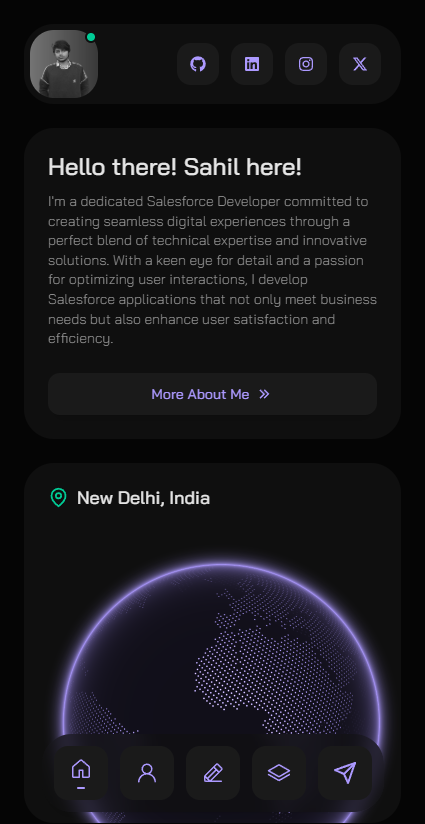 Hello there! Sahil here!
I'm a dedicated Salesforce Developer committed to
creating seamless digital experiences through a
perfect blend of technical expertise and innovative
solutions. With a keen eye for detail and a passion
for optimizing user interactions, I develop
Salesforce applications that not only meet business
needs but also enhance user satisfaction and
efficiency.
More About Me
New Delhi, India